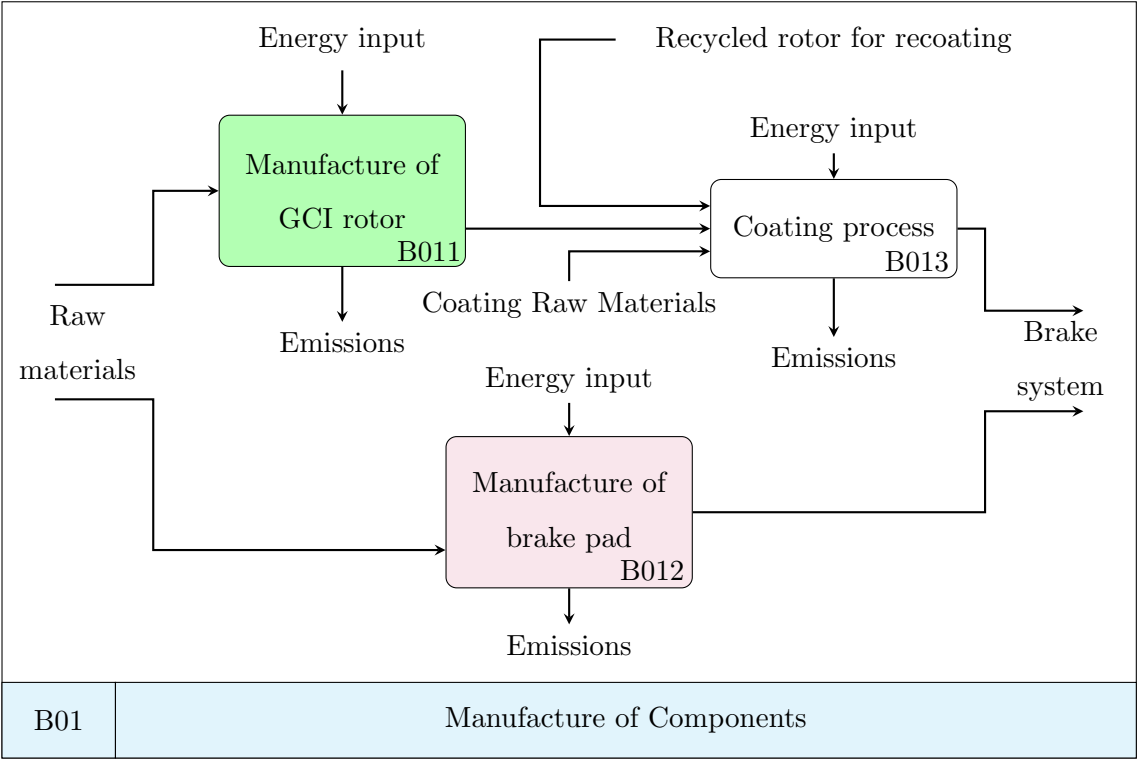 Energy input
Recycled rotor for recoating
Energy input
Manufacture of
GCI rotor
B011
Coating process
B013
Raw
materials
Coating Raw Materials
Emissions
Emissions
Brake
system
Energy input
Manufacture of
brake pad
B012
Emissions
B01
Manufacture of Components